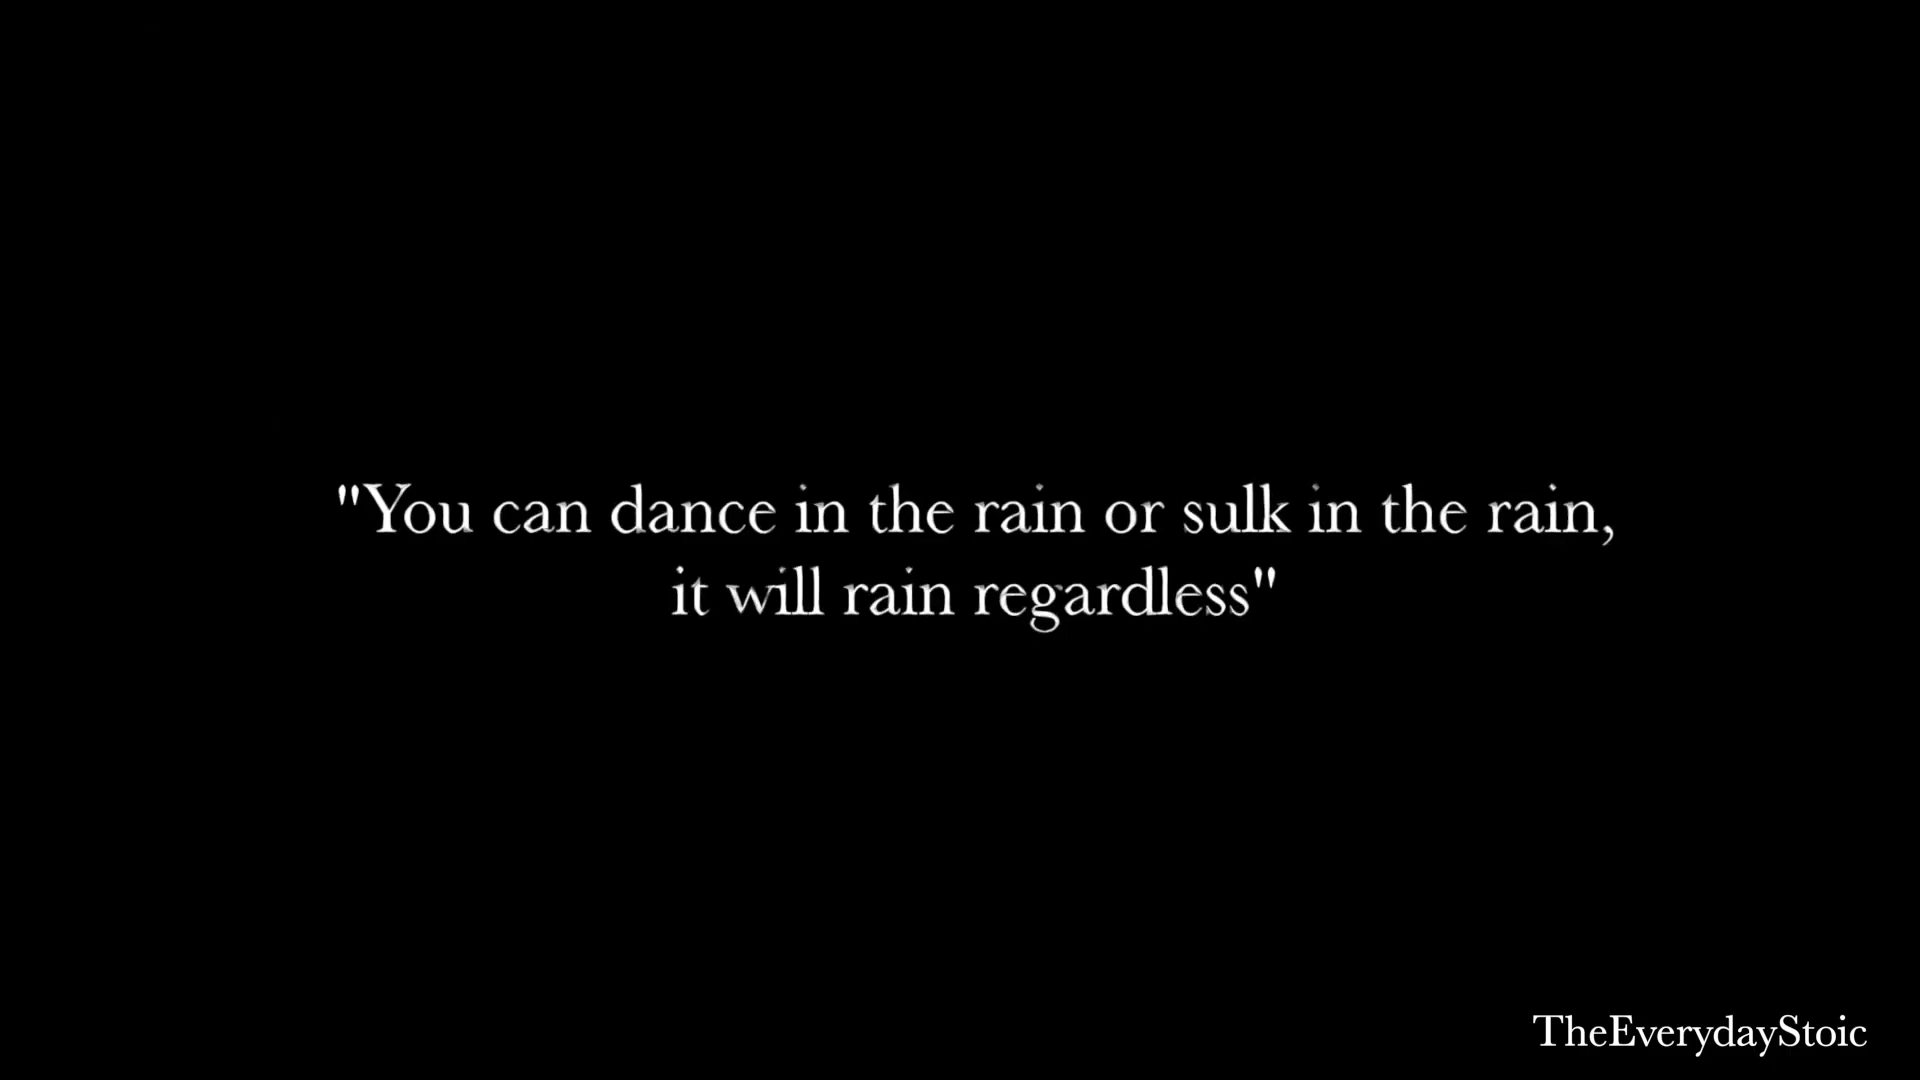 "You can dance in the rain or sulk in the rain,
it will rain regardless"
TheEverydayStoic